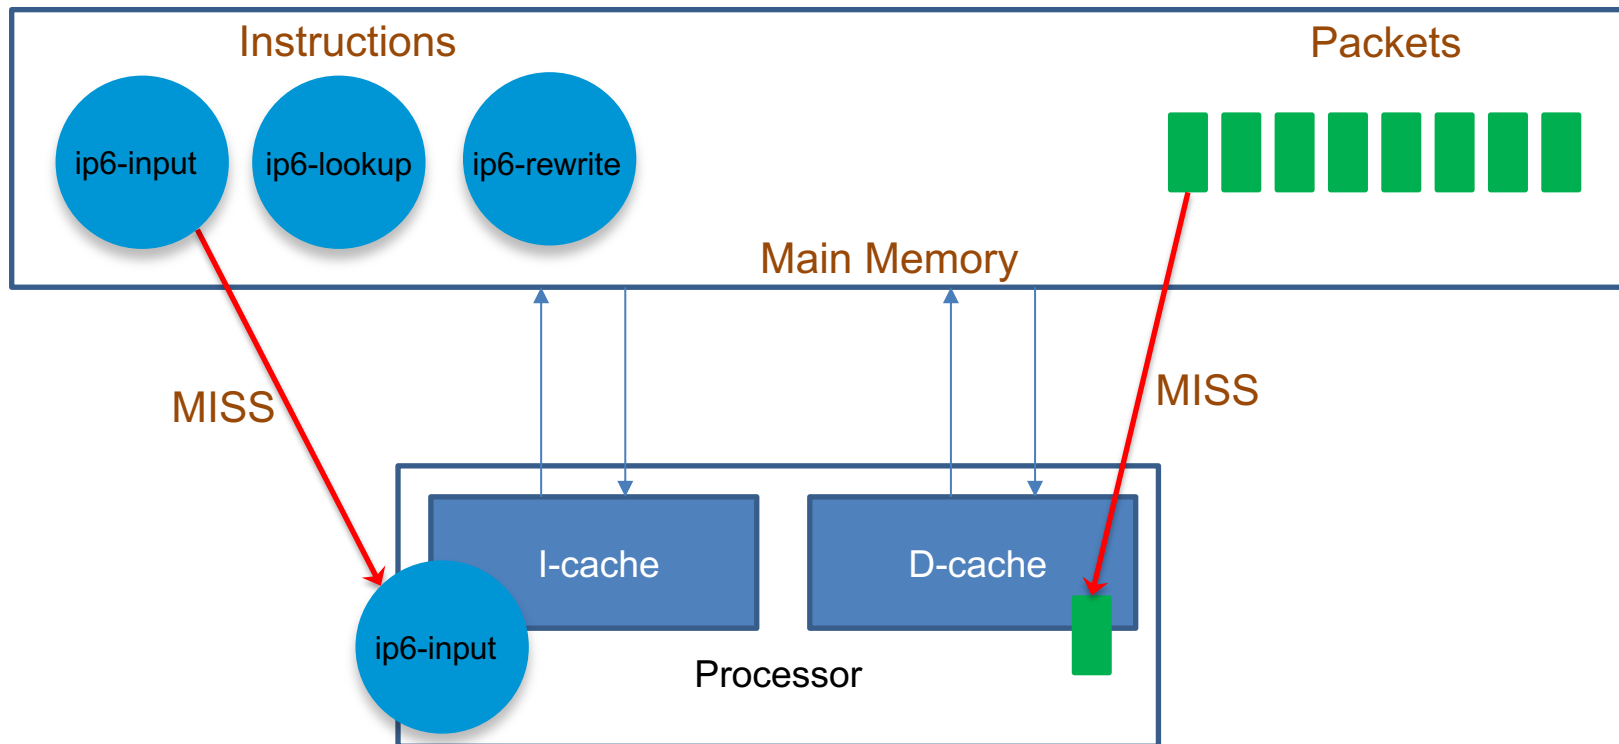 Instructions
Packets
ip6-input
ip6-lookup
ip6-rewrite
Main Memory
MISS
MISS
I-cache
D-cache
ip6-input
Processor